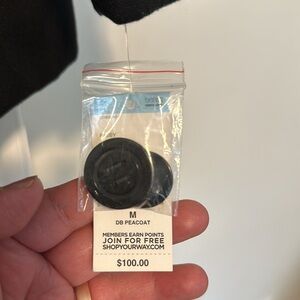 M
DB PEACOAT
MEMBERS EARN POINTS
JOIN FOR FREE
SHOPYOURWAY.COM
$100.00